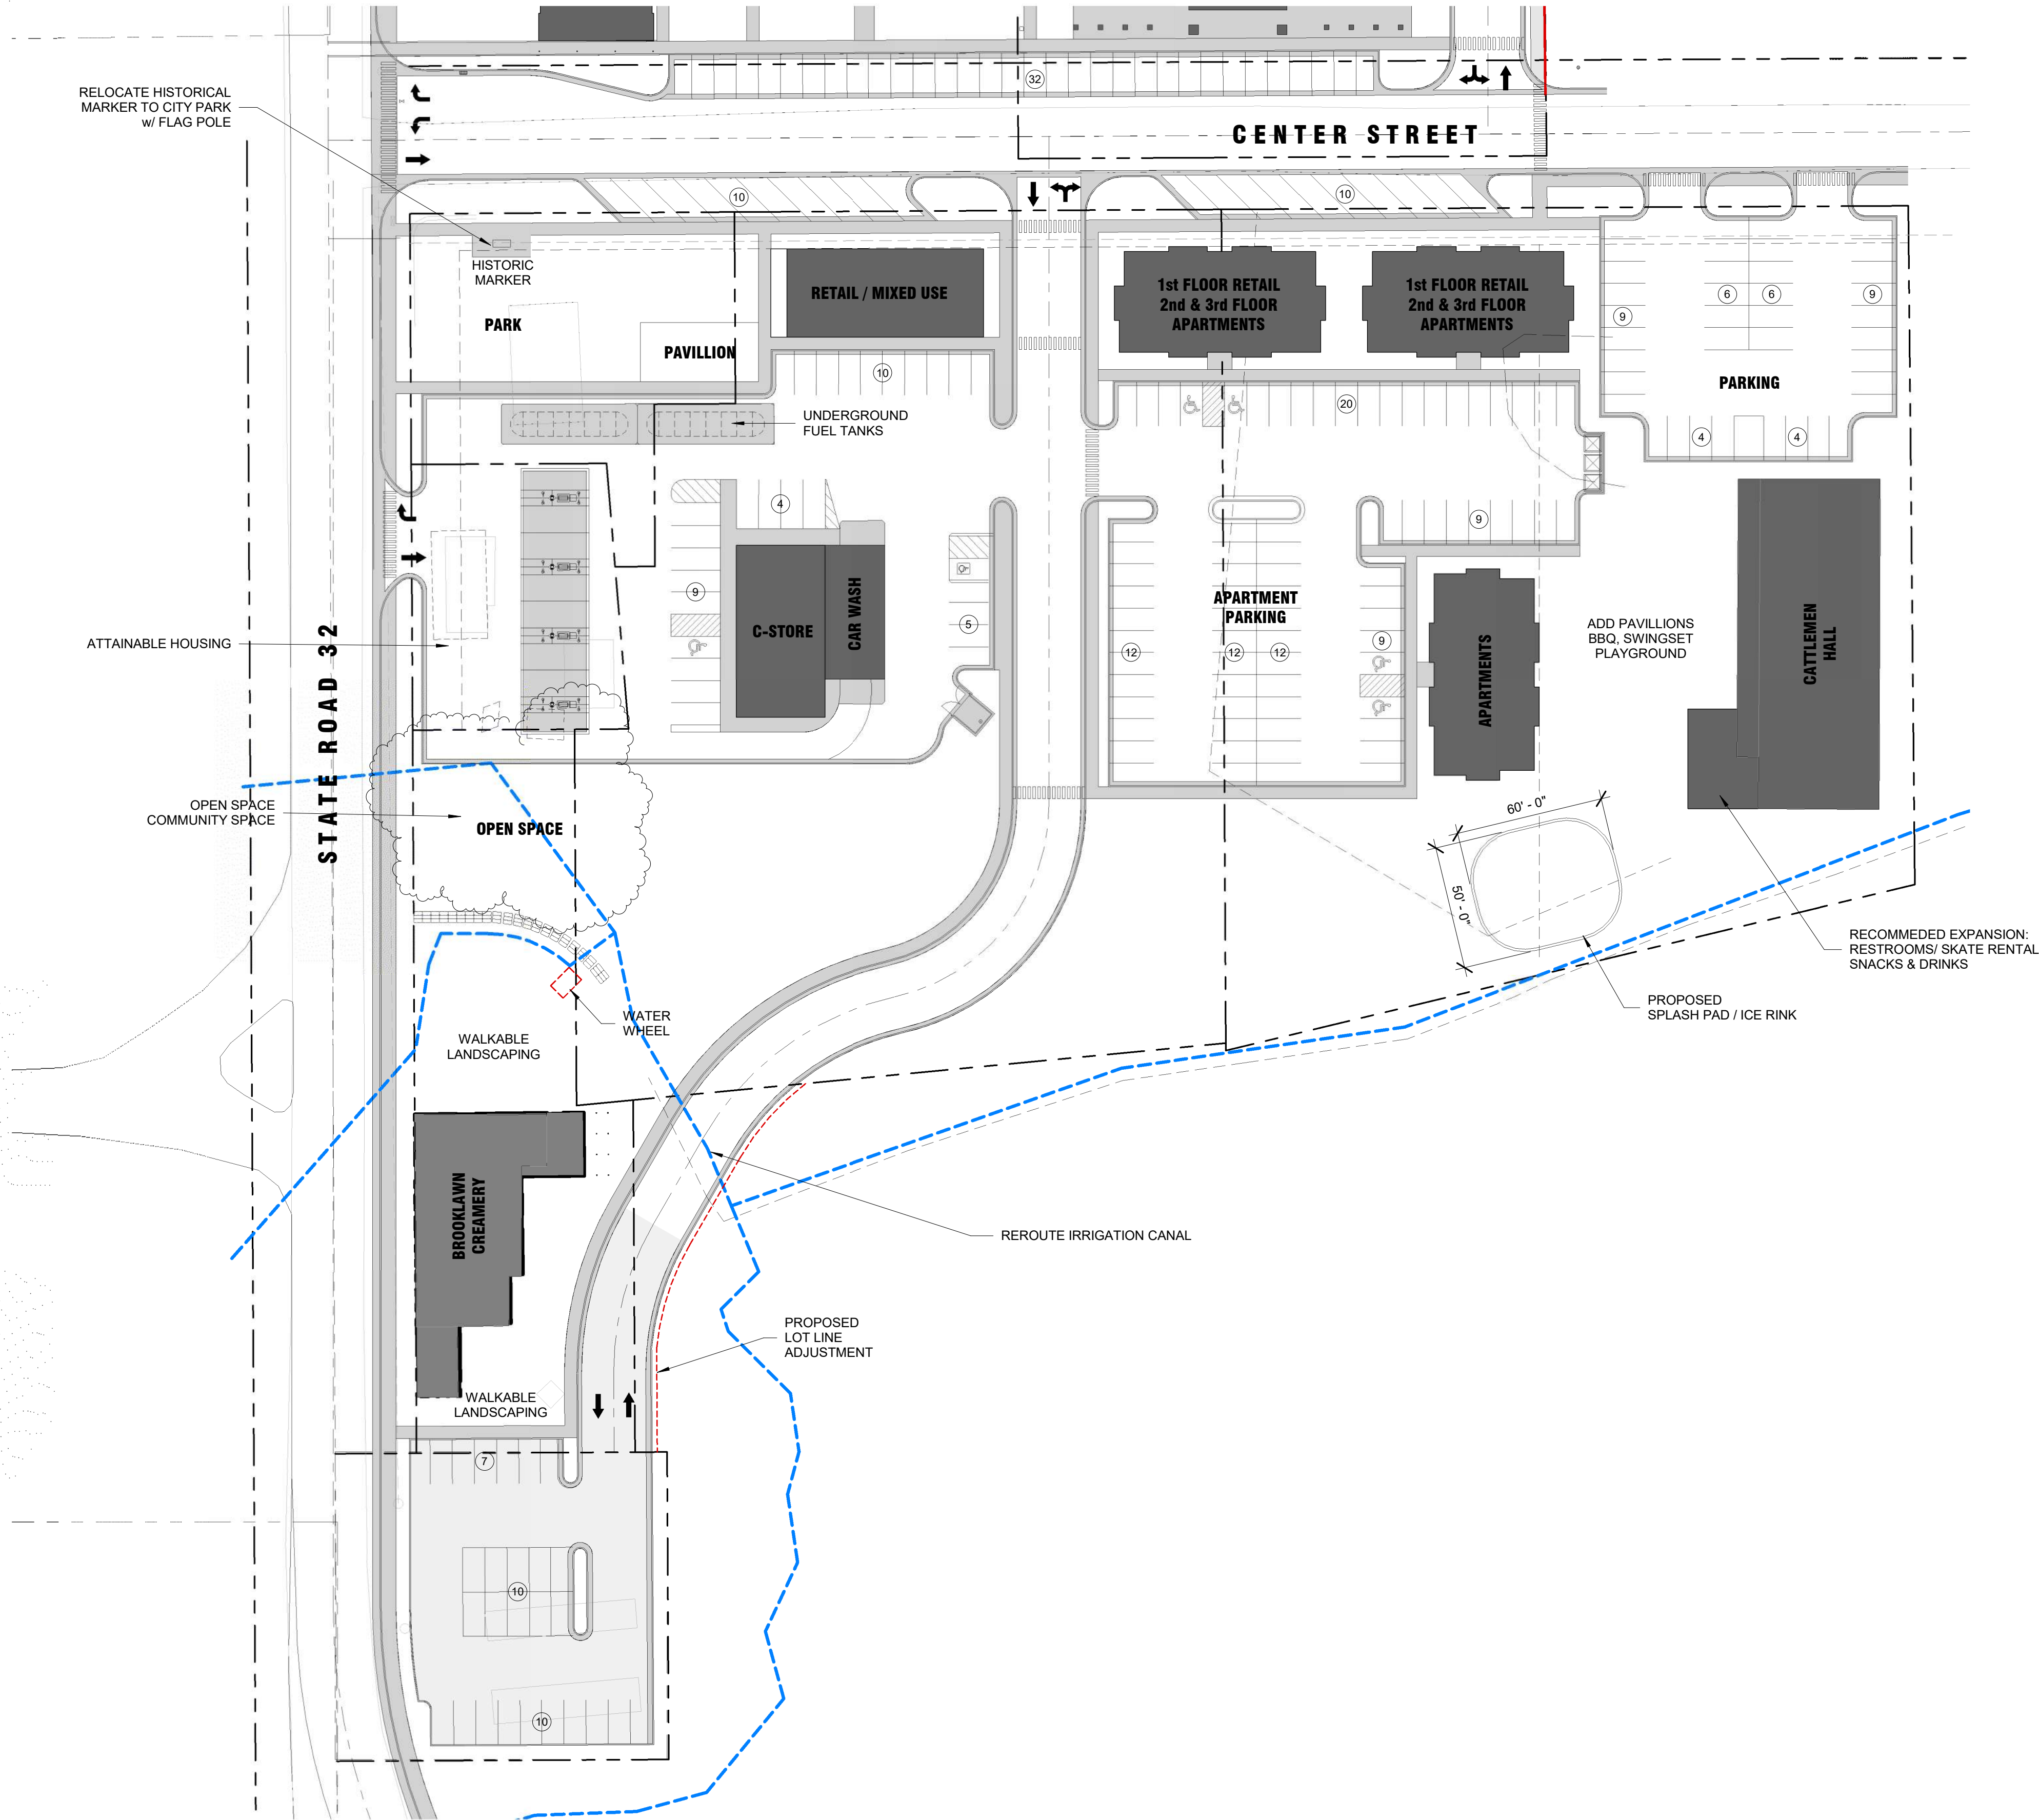 32
RELOCATE HISTORICAL
MARKER TO CITY PARK
w/ FLAG POLE
CENTER STREET
10
10
HISTORIC
MARKER
PARK
PAVILLION
RETAIL / MIXED USE
1st FLOOR RETAIL
2nd & 3rd FLOOR
APARTMENTS
1st FLOOR RETAIL
2nd & 3rd FLOOR
APARTMENTS
9
6
6
9
PARKING
4
4
10
UNDERGROUND
FUEL TANKS
20
4
9
9
C-STORE
CAR WASH
5
APARTMENT
PARKING
12
12
12
9
APARTMENTS
ADD PAVILLIONS
BBQ, SWINGSET
PLAYGROUND
CATTLEMEN
HALL
ATTAINABLE HOUSING
STATE ROAD 32
OPEN SPACE
COMMUNITY SPACE
OPEN SPACE
60' - 0"
50' - 0"
RECOMMEDED EXPANSION:
RESTROOMS/ SKATE RENTAL
SNACKS & DRINKS
PROPOSED
SPLASH PAD / ICE RINK
WATER
WHEEL
WALKABLE
LANDSCAPING
BROOKLAWN
CREAMERY
REROUTE IRRIGATION CANAL
PROPOSED
LOT LINE
ADJUSTMENT
WALKABLE
LANDSCAPING
7
10
10